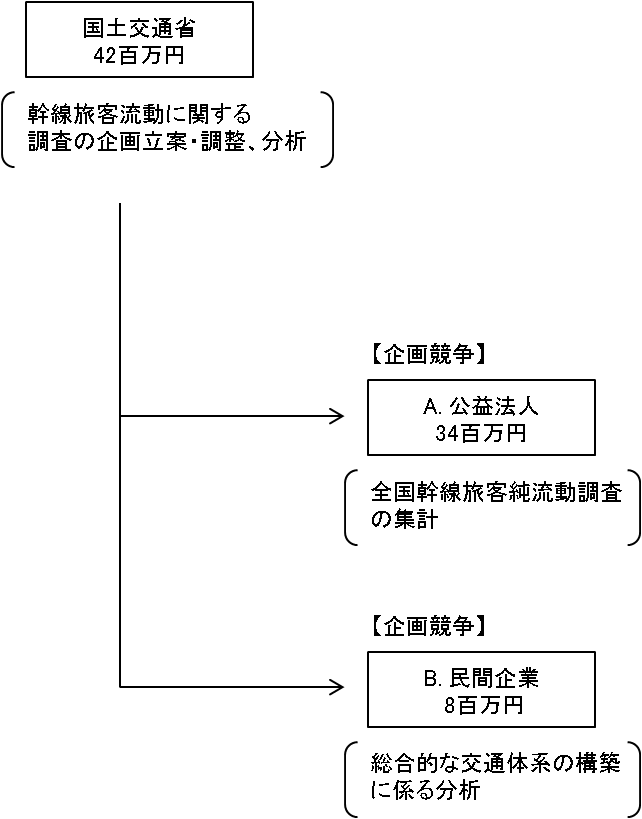 国土交通省
42百万円
幹線旅客流動に関する
調査の企画立案・調整、分析
【企画競争】
A. 公益法人
34百万円
全国幹線旅客純流動調査
の集計
【企画競争】
B. 民間企業
8百万円
総合的な交通体系の構築
に係る分析